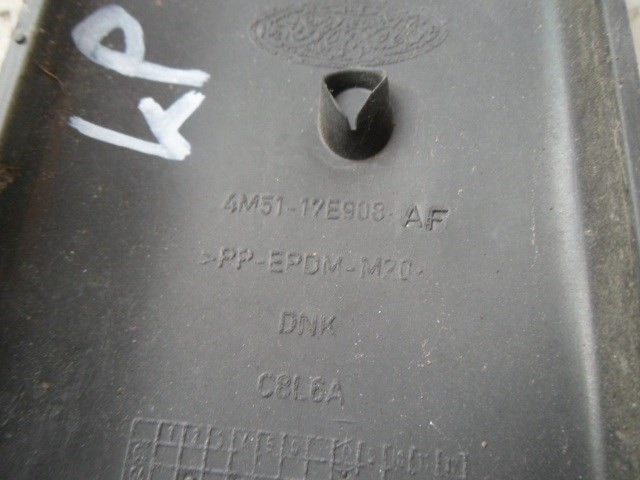 KP
4M51-17E908-AF
>PP-EPDM-M20<
DNK
C8L6A